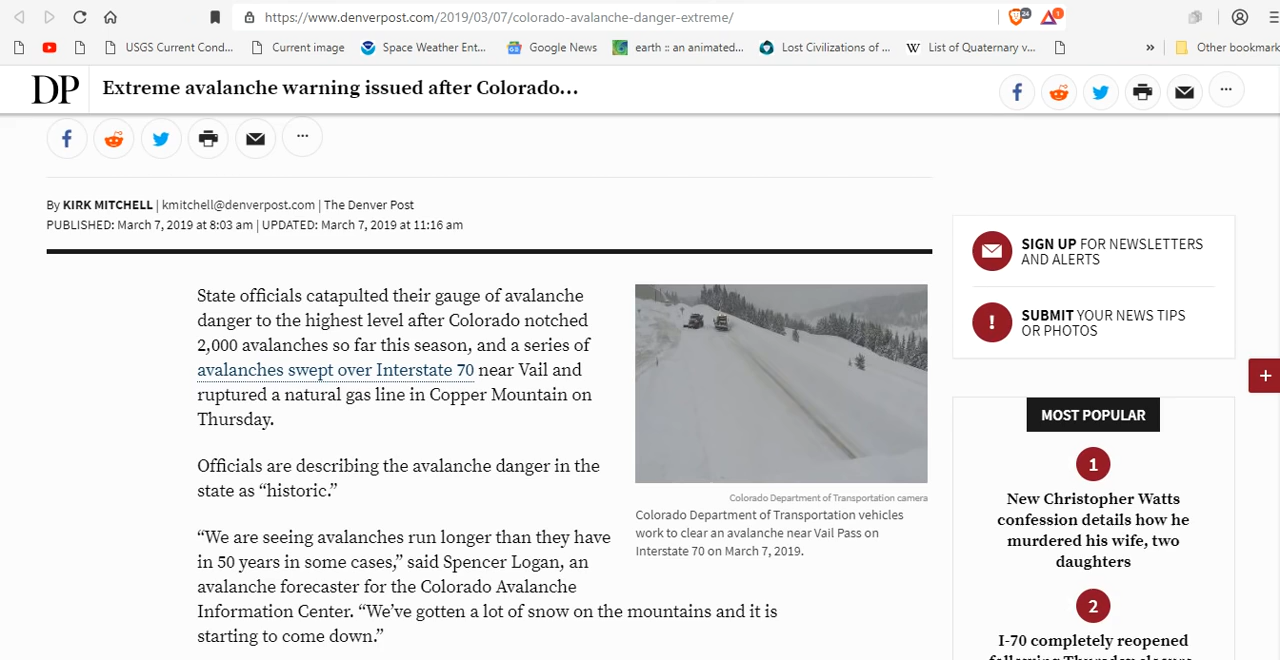 https://www.denverpost.com/2019/03/07/colorado-avalanche-danger-extreme/
24
1
USGS Current Cond...
Current image
Space Weather Ent...
Google News
earth :: an animated...
Lost Civilizations of ...
List of Quaternary v...
»
Other bookmark
DP
Extreme avalanche warning issued after Colorado...
By KIRK MITCHELL | kmitchell@denverpost.com | The Denver Post
PUBLISHED: March 7, 2019 at 8:03 am | UPDATED: March 7, 2019 at 11:16 am
State officials catapulted their gauge of avalanche
danger to the highest level after Colorado notched
2,000 avalanches so far this season, and a series of
avalanches swept over Interstate 70 near Vail and
ruptured a natural gas line in Copper Mountain on
Thursday.
Officials are describing the avalanche danger in the
state as “historic.”
“We are seeing avalanches run longer than they have
in 50 years in some cases,” said Spencer Logan, an
avalanche forecaster for the Colorado Avalanche
Information Center. “We’ve gotten a lot of snow on the mountains and it is
starting to come down.”
Colorado Department of Transportation camera
Colorado Department of Transportation vehicles
work to clear an avalanche near Vail Pass on
Interstate 70 on March 7, 2019.
SIGN UP FOR NEWSLETTERS
AND ALERTS
SUBMIT YOUR NEWS TIPS
OR PHOTOS
MOST POPULAR
1
New Christopher Watts
confession details how he
murdered his wife, two
daughters
2
I-70 completely reopened
following Thursday closure